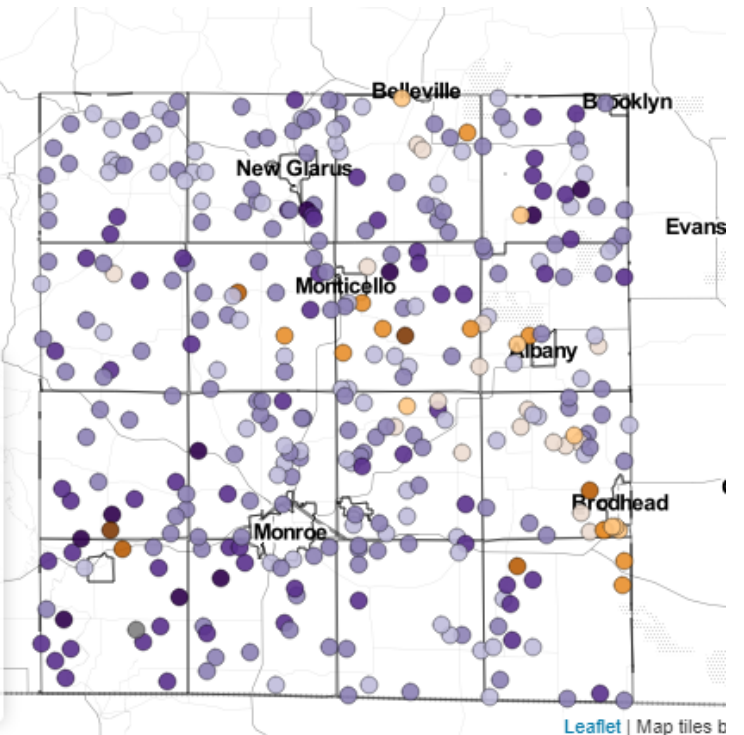 Belleville
Brooklyn
New Glarus
Evans
Monticello
Albany
Brodhead
Monroe
Leaflet | Map tiles b